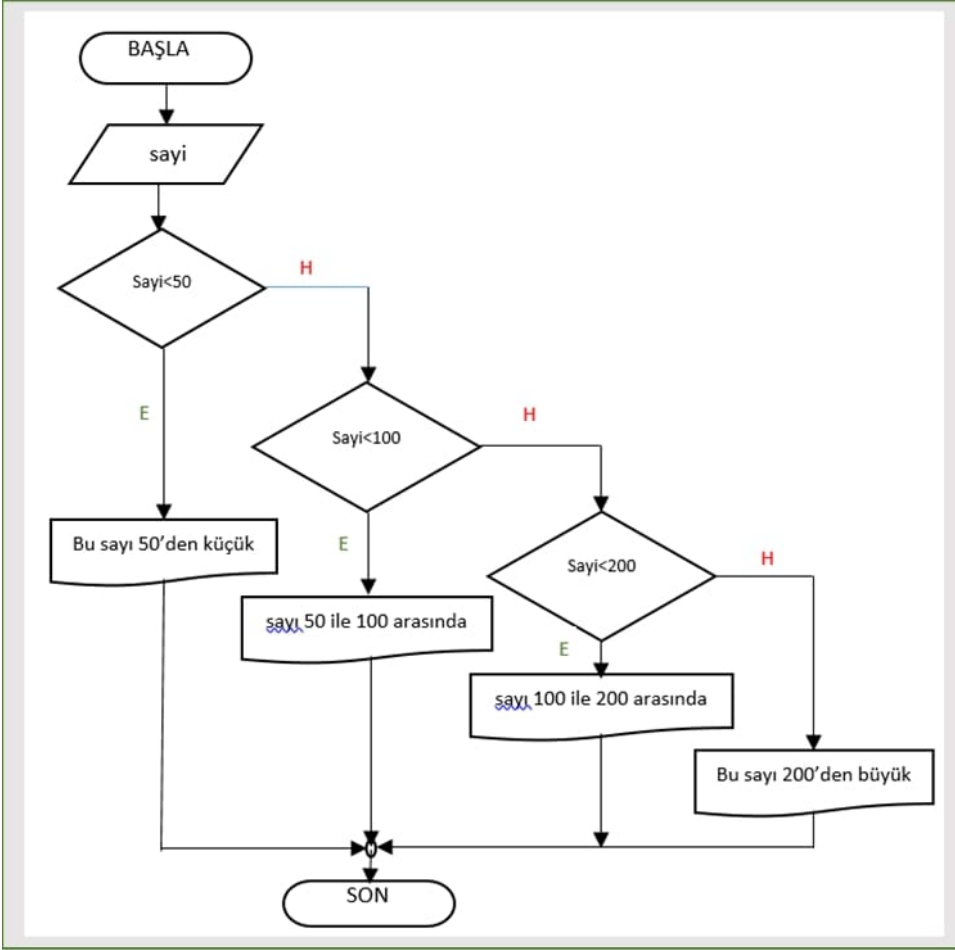 BAŞLA
sayi
Sayi<50
H
E
Sayi<100
H
Bu sayı 50’den küçük
E
Sayi<200
H
sayı 50 ile 100 arasında
E
sayı 100 ile 200 arasında
Bu sayı 200’den büyük
SON